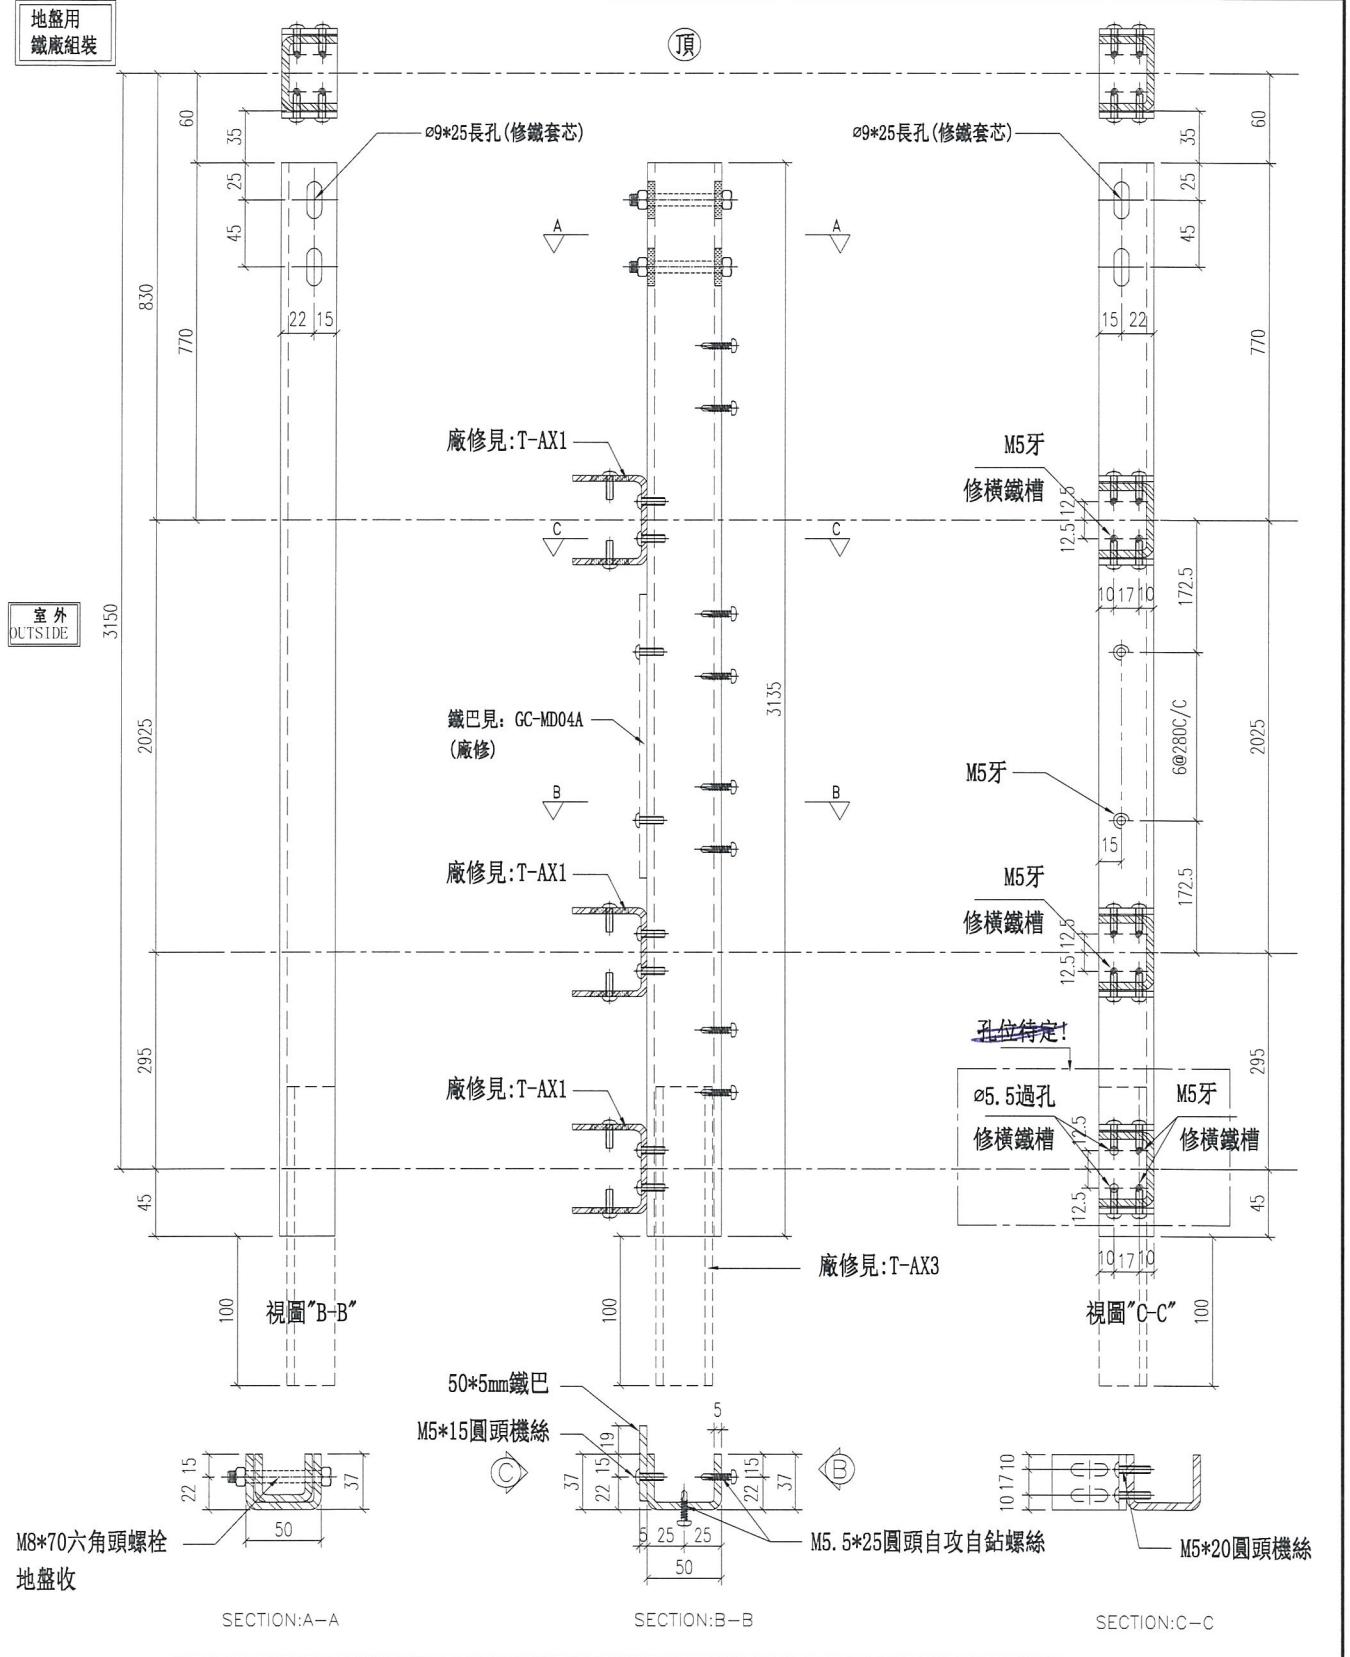 地盤用
鐵廠組裝
頂
60
35
25
45
830
770
22
15
ø9*25長孔(修鐵套芯)
ø9*25長孔(修鐵套芯)
60
35
25
45
15
22
770
A
A
廠修見:T-AX1
C
C
M5牙
修橫鐵槽
12.5
12.5
10
17
10
172.5
室外
OUTSIDE
3150
2025
鐵巴見: GC-MD04A
(廠修)
3135
6@280C/C
2025
M5牙
15
B
B
172.5
廠修見:T-AX1
M5牙
修橫鐵槽
12.5
12.5
孔位待定!
295
295
廠修見:T-AX1
ø5.5過孔
修橫鐵槽
M5牙
修橫鐵槽
12.5
12.5
45
45
10
17
10
廠修見:T-AX3
100
100
100
視圖"B-B"
視圖"C-C"
50*5mm鐵巴
M5*15圓頭機絲
15
22
37
50
M8*70六角頭螺栓
地盤收
SECTION:A-A
C
5
19
15
22
37
15
22
37
5
25
25
50
B
M5.5*25圓頭自攻自鉆螺絲
SECTION:B-B
10
17
10
M5*20圓頭機絲
SECTION:C-C